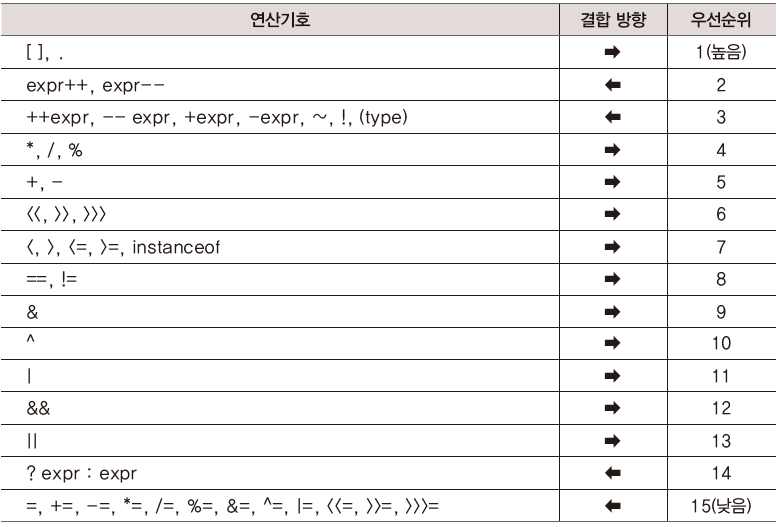 연산기호 결합 방향 우선순위
[ ], . ➡ 1(높음)
expr++, expr−− ⬅ 2
++expr, −− expr, +expr, −expr, ~, !, (type) ⬅ 3
*, /, % ➡ 4
+, − ➡ 5
〈〈, 〉〉, 〉〉〉 ➡ 6
〈, 〉, 〈=, 〉=, instanceof ➡ 7
==, != ➡ 8
& ➡ 9
^ ➡ 10
| ➡ 11
&& ➡ 12
|| ➡ 13
? expr : expr ⬅ 14
=, +=, −=, *=, /=, %=, &=, ^=, |=, 〈〈=, 〉〉=, 〉〉〉= ⬅ 15(낮음)